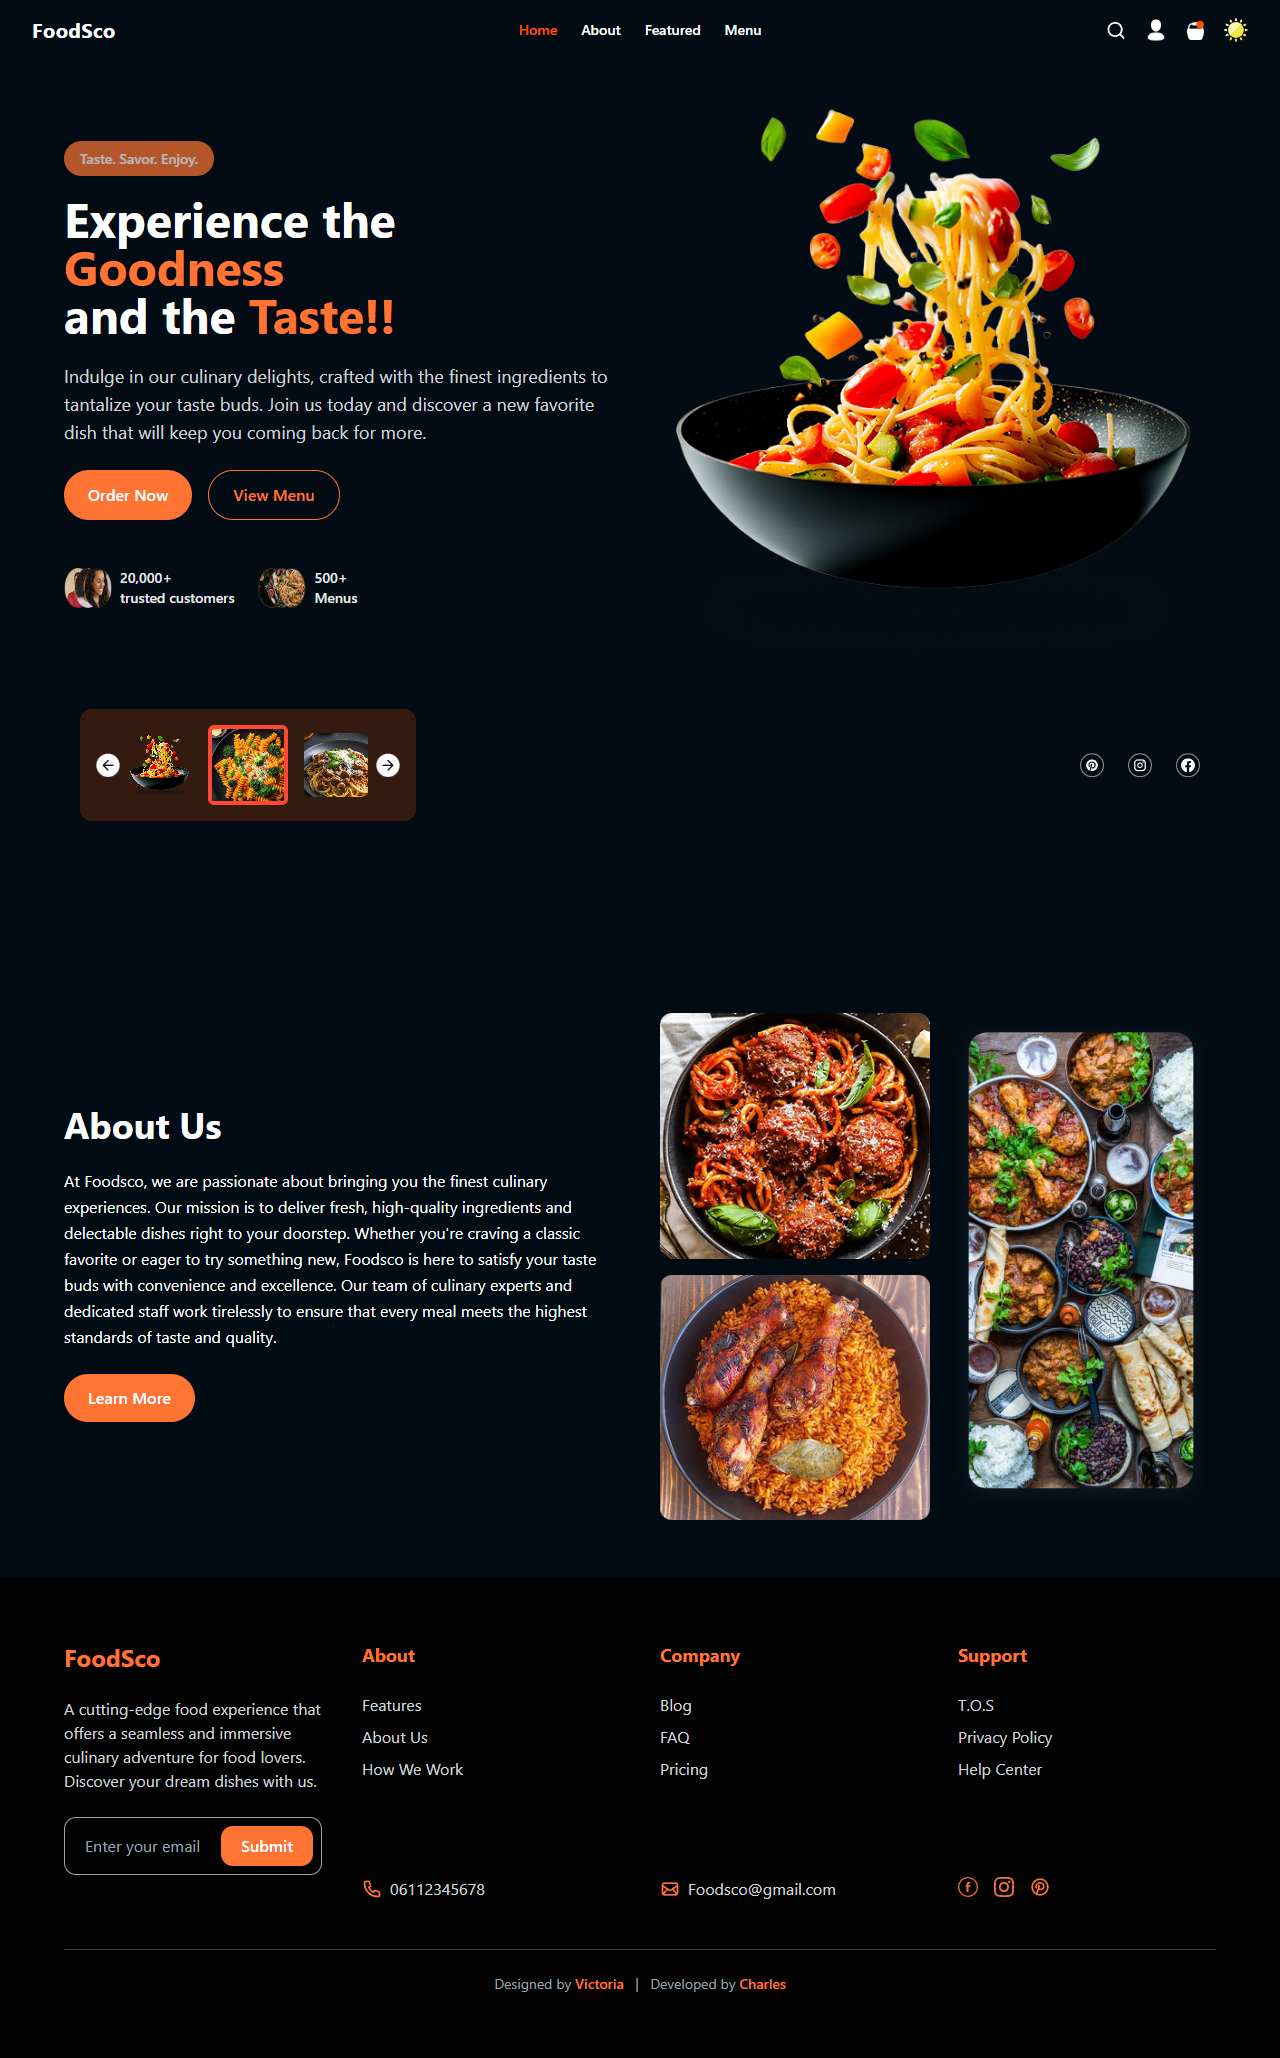 FoodSco
Home
About
Featured
Menu
Taste. Savor. Enjoy.
Experience the
Goodness
and the Taste!!
Indulge in our culinary delights, crafted with the finest ingredients to
tantalize your taste buds. Join us today and discover a new favorite
dish that will keep you coming back for more.
Order Now
View Menu
20,000+
trusted customers
500+
Menus
About Us
At Foodsco, we are passionate about bringing you the finest culinary
experiences. Our mission is to deliver fresh, high-quality ingredients and
delectable dishes right to your doorstep. Whether you're craving a classic
favorite or eager to try something new, Foodsco is here to satisfy your taste
buds with convenience and excellence. Our team of culinary experts and
dedicated staff work tirelessly to ensure that every meal meets the highest
standards of taste and quality.
Learn More
FoodSco
A cutting-edge food experience that
offers a seamless and immersive
culinary adventure for food lovers.
Discover your dream dishes with us.
Enter your email
Submit
About
Features
About Us
How We Work
06112345678
Company
Blog
FAQ
Pricing
Foodsco@gmail.com
Support
T.O.S
Privacy Policy
Help Center
Designed by Victoria | Developed by Charles